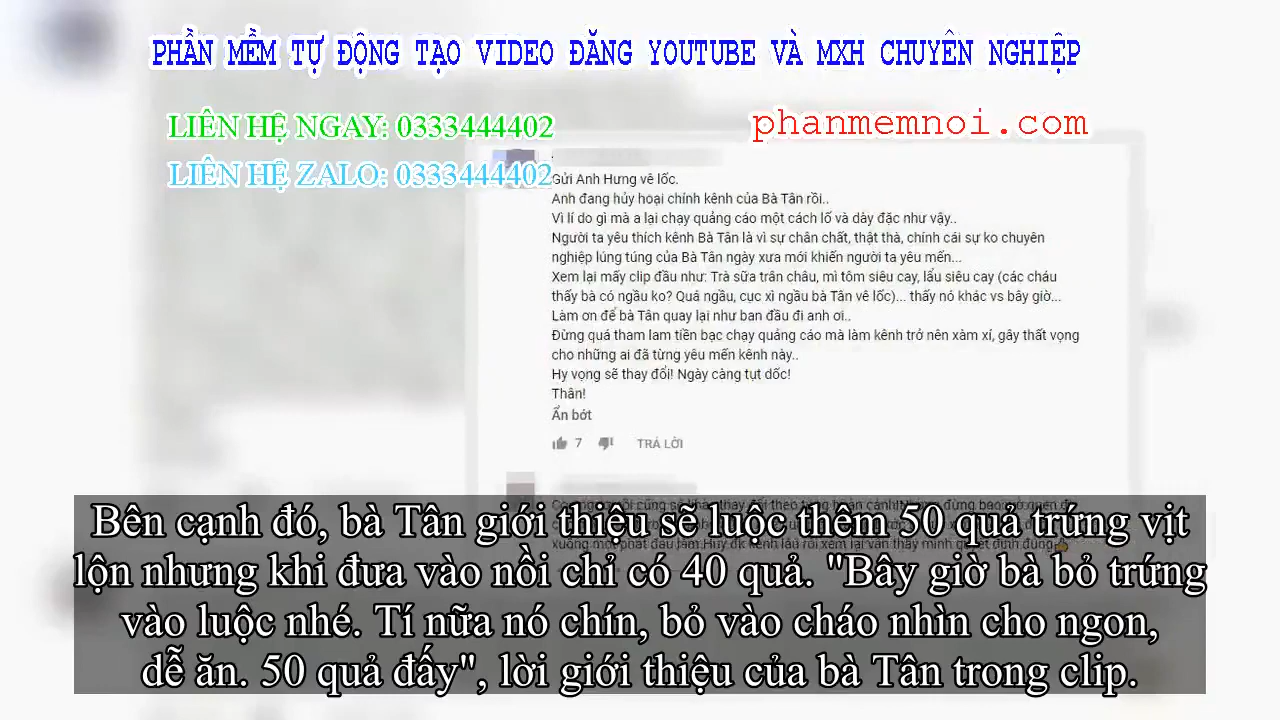 PHẦN MỀM TỰ ĐỘNG TẠO VIDEO ĐĂNG YOUTUBE VÀ MXH CHUYÊN NGHIỆP
LIÊN HỆ NGAY: 0333444402
phanmemnoi.com
LIÊN HỆ ZALO: 0333444402
Gửi Anh Hưng vê lốc.
Anh đang hủy hoại chính kênh của Bà Tân rồi..
Vì lí do gì mà a lại chạy quảng cáo một cách lố và dày đặc như vậy..
Người ta yêu thích kênh Bà Tân là vì sự chân chất, thật thà, chính cái sự ko chuyên
nghiệp lúng túng của Bà Tân ngày xưa mới khiến người ta yêu mến...
Xem lại mấy clip đầu như: Trà sữa trân châu, mì tôm siêu cay, lẩu siêu cay (các cháu
thấy bà có ngầu ko? Quá ngầu, cực xì ngầu bà Tân vê lốc)... thấy nó khác vs bây giờ...
Làm ơn để bà Tân quay lại như ban đầu đi anh ơi..
Đừng quá tham lam tiền bạc chạy quảng cáo mà làm kênh trở nên xàm xí, gây thất vọng
cho những ai đã từng yêu mến kênh này..
Hy vọng sẽ thay đổi! Ngày càng tụt dốc!
Thân!
Ẩn bớt
7 TRẢ LỜI
Bên cạnh đó, bà Tân giới thiệu sẽ luộc thêm 50 quả trứng vịt
lộn nhưng khi đưa vào nồi chỉ có 40 quả. "Bây giờ bà bỏ trứng
vào luộc nhé. Tí nữa nó chín, bỏ vào cháo nhìn cho ngon,
dễ ăn. 50 quả đấy", lời giới thiệu của bà Tân trong clip.